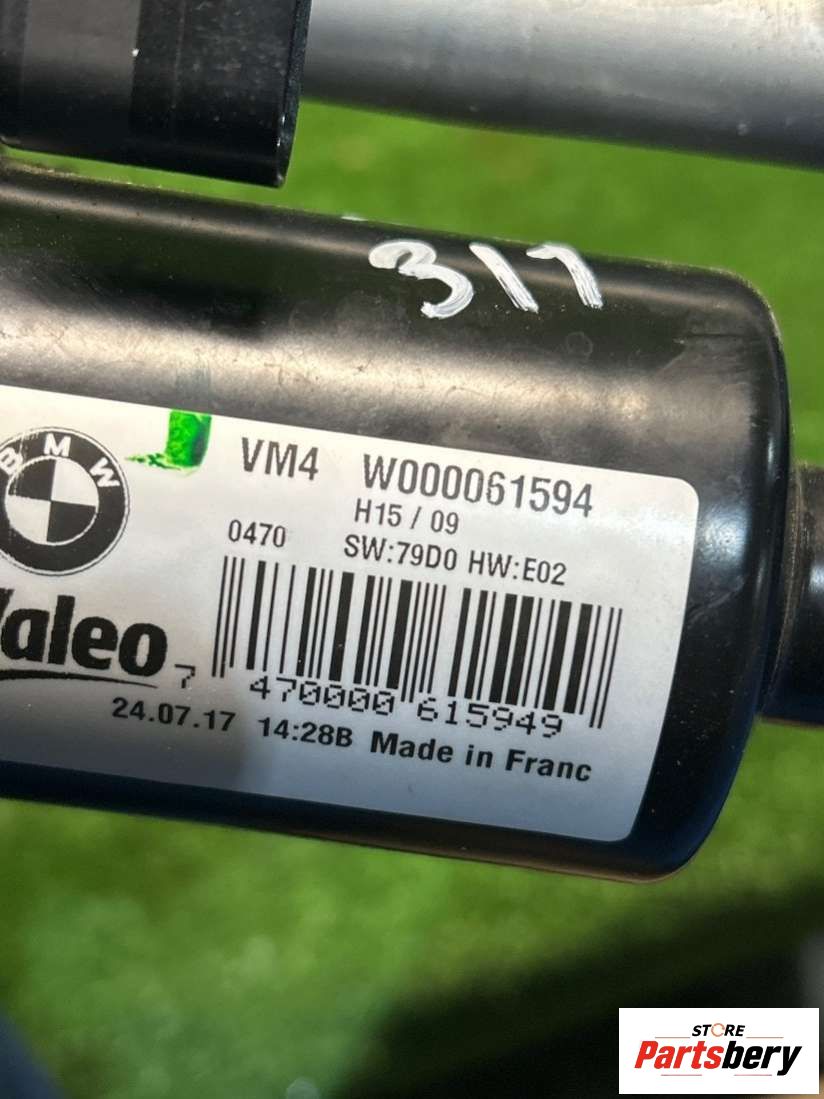 311
BMW
VM4 W000061594
H15 / 09
0470 SW:79D0 HW:E02
Valeo
7 470000 615949
24.07.17 14:28B Made in Franc
STORE
Partsbery